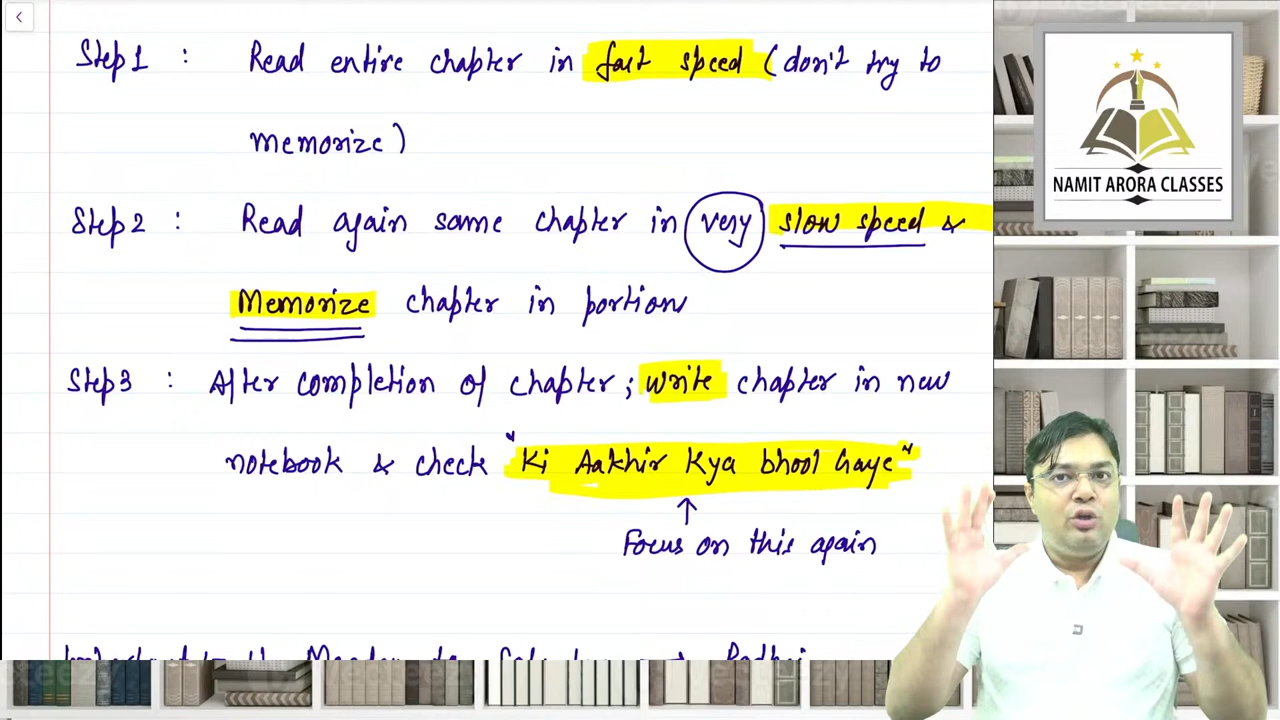 Step 1 : Read entire chapter in fast speed (don't try to
memorize)
Step 2 : Read again same chapter in very slow speed &
Memorize chapter in portions
Step 3 : After completion of chapter; write chapter in new
notebook & check "Ki Aakhir Kya bhool Gaye"
↑
Focus on this again
NAMIT ARORA CLASSES